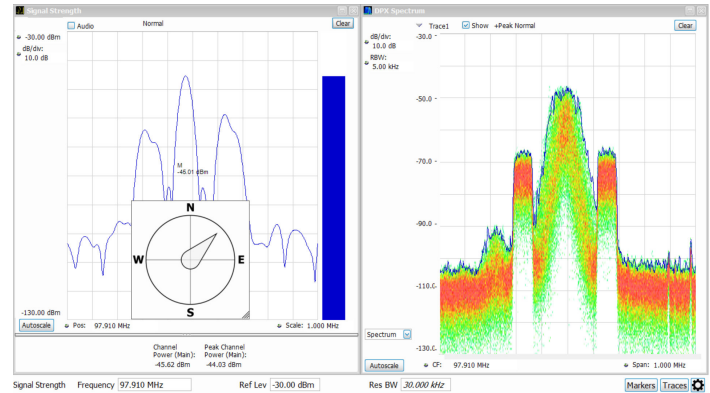 Signal Strength
Audio
Normal
Clear
-30.00 dBm
dB/div:
10.0 dB
M
-45.01 dBm
N
W
E
S
-130.00 dBm
Autoscale
Pos: 97.910 MHz
Scale: 1.000 MHz
Channel Power (Main):
-45.62 dBm
Peak Channel Power (Main):
-44.03 dBm
DPX Spectrum
Trace1
Show
+Peak Normal
Clear
dB/div:
10.0 dB
RBW:
5.00 kHz
-30.0
-50.0
-70.0
-90.0
-110.0
-130.0
Spectrum
Autoscale
CF: 97.910 MHz
Span: 1.000 MHz
Signal Strength
Frequency 97.910 MHz
Ref Lev -30.00 dBm
Res BW 30.000 kHz
Markers
Traces